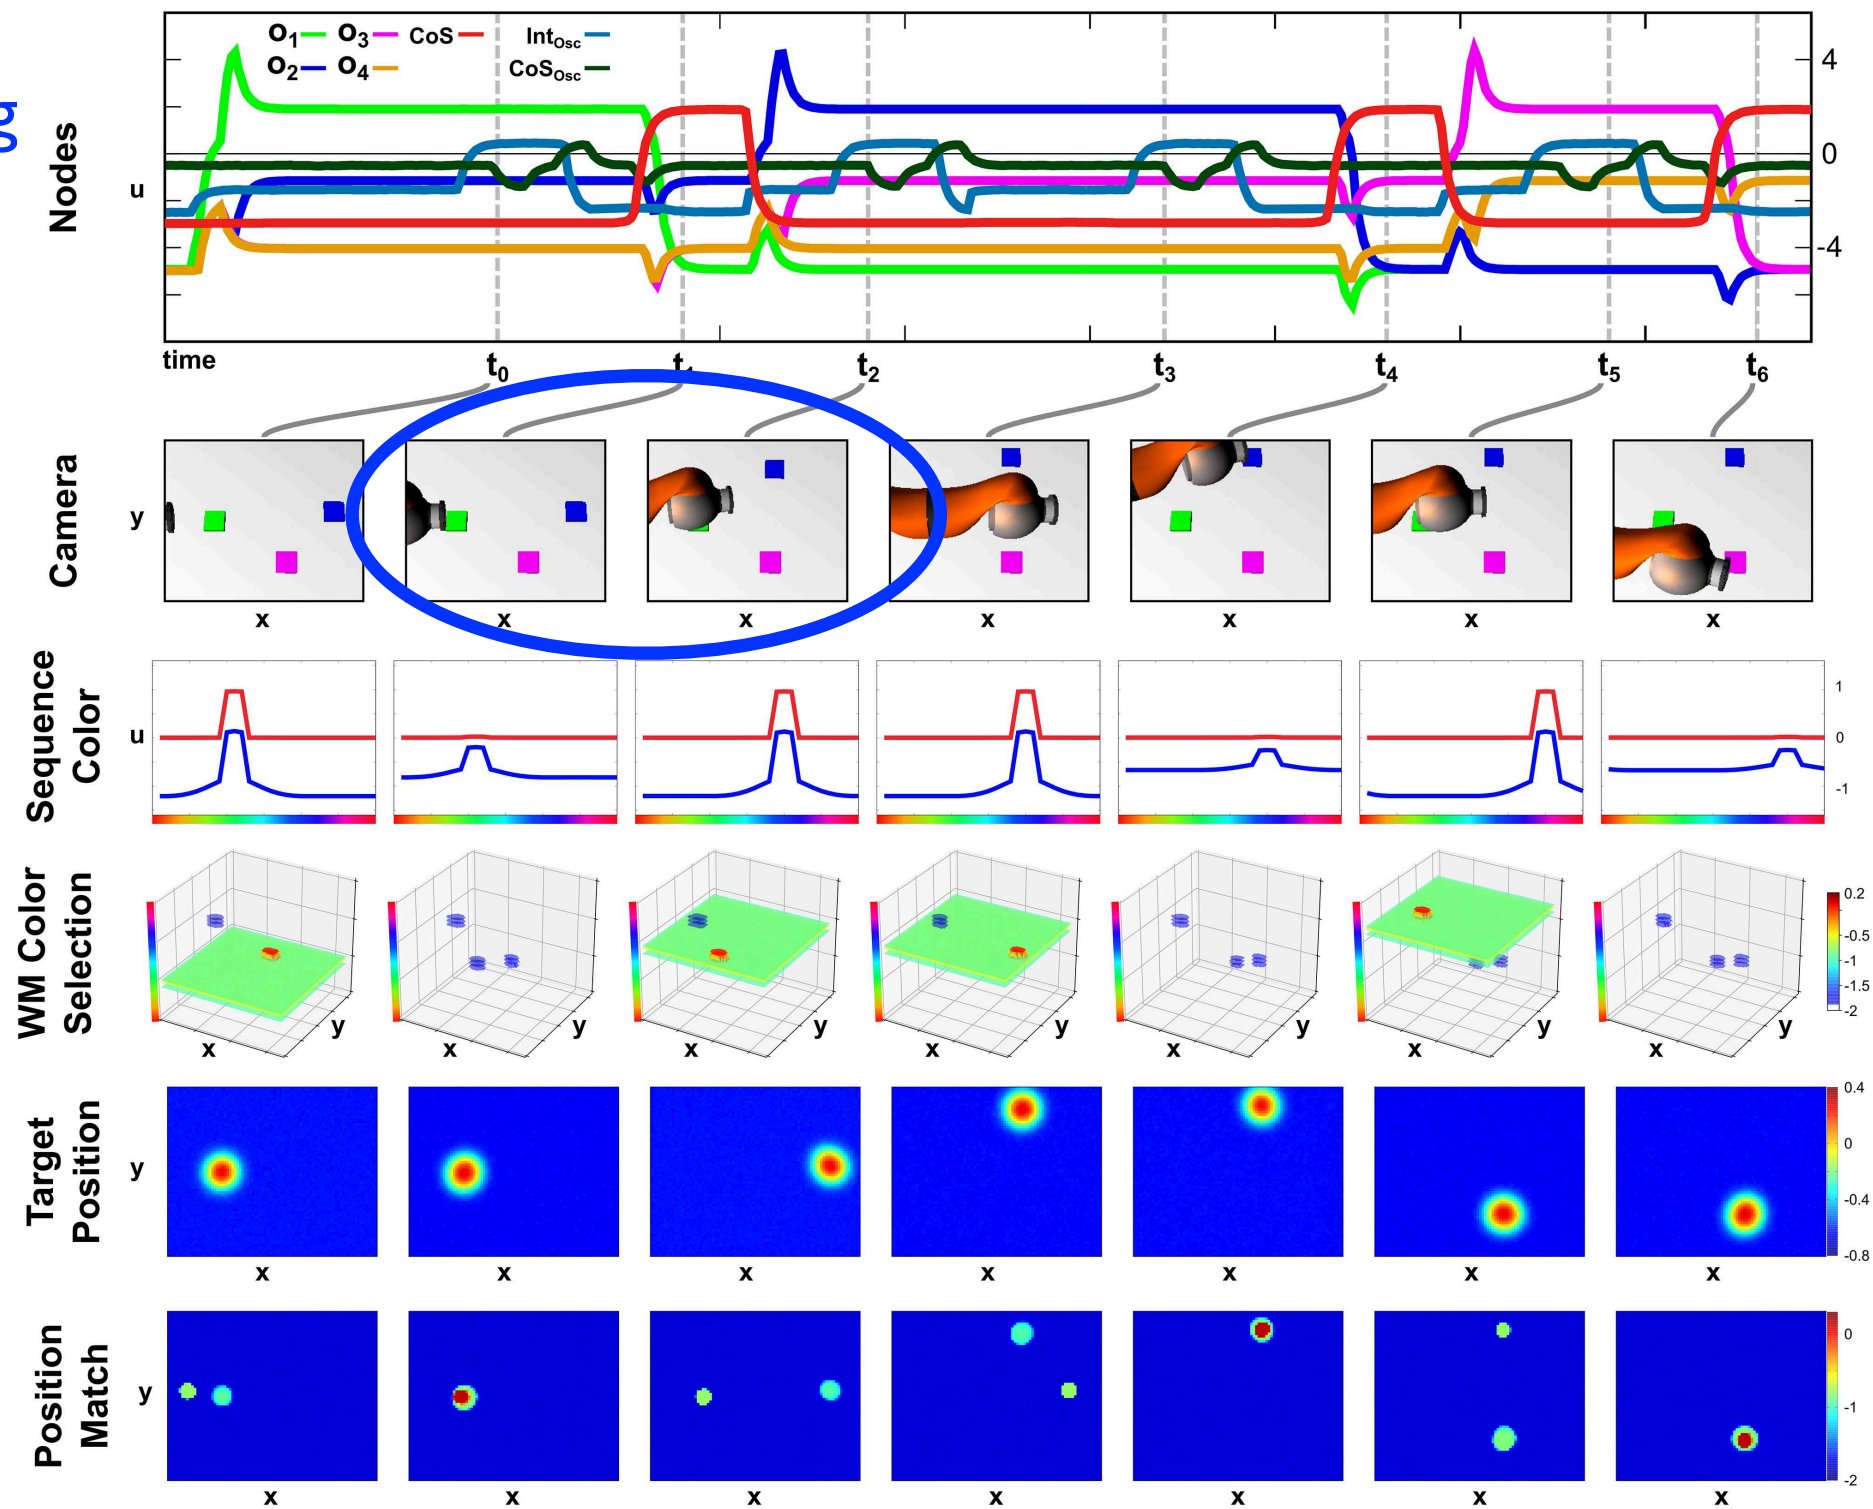 O1 O3 CoS IntOsc
O2 O4 CoSOsc
4
0
-4
Nodes
u
time t0 t1 t2 t3 t4 t5 t6
Camera
y
x x x x x x x
Sequence
Color
u
1
0
-1
WM Color
Selection
0.2
-0.5
-1
-1.5
-2
y y y y y y y
x x x x x x x
Target
Position
y
0.4
0
-0.4
-0.8
x x x x x x x
Position
Match
y
0
-1
-2
x x x x x x x